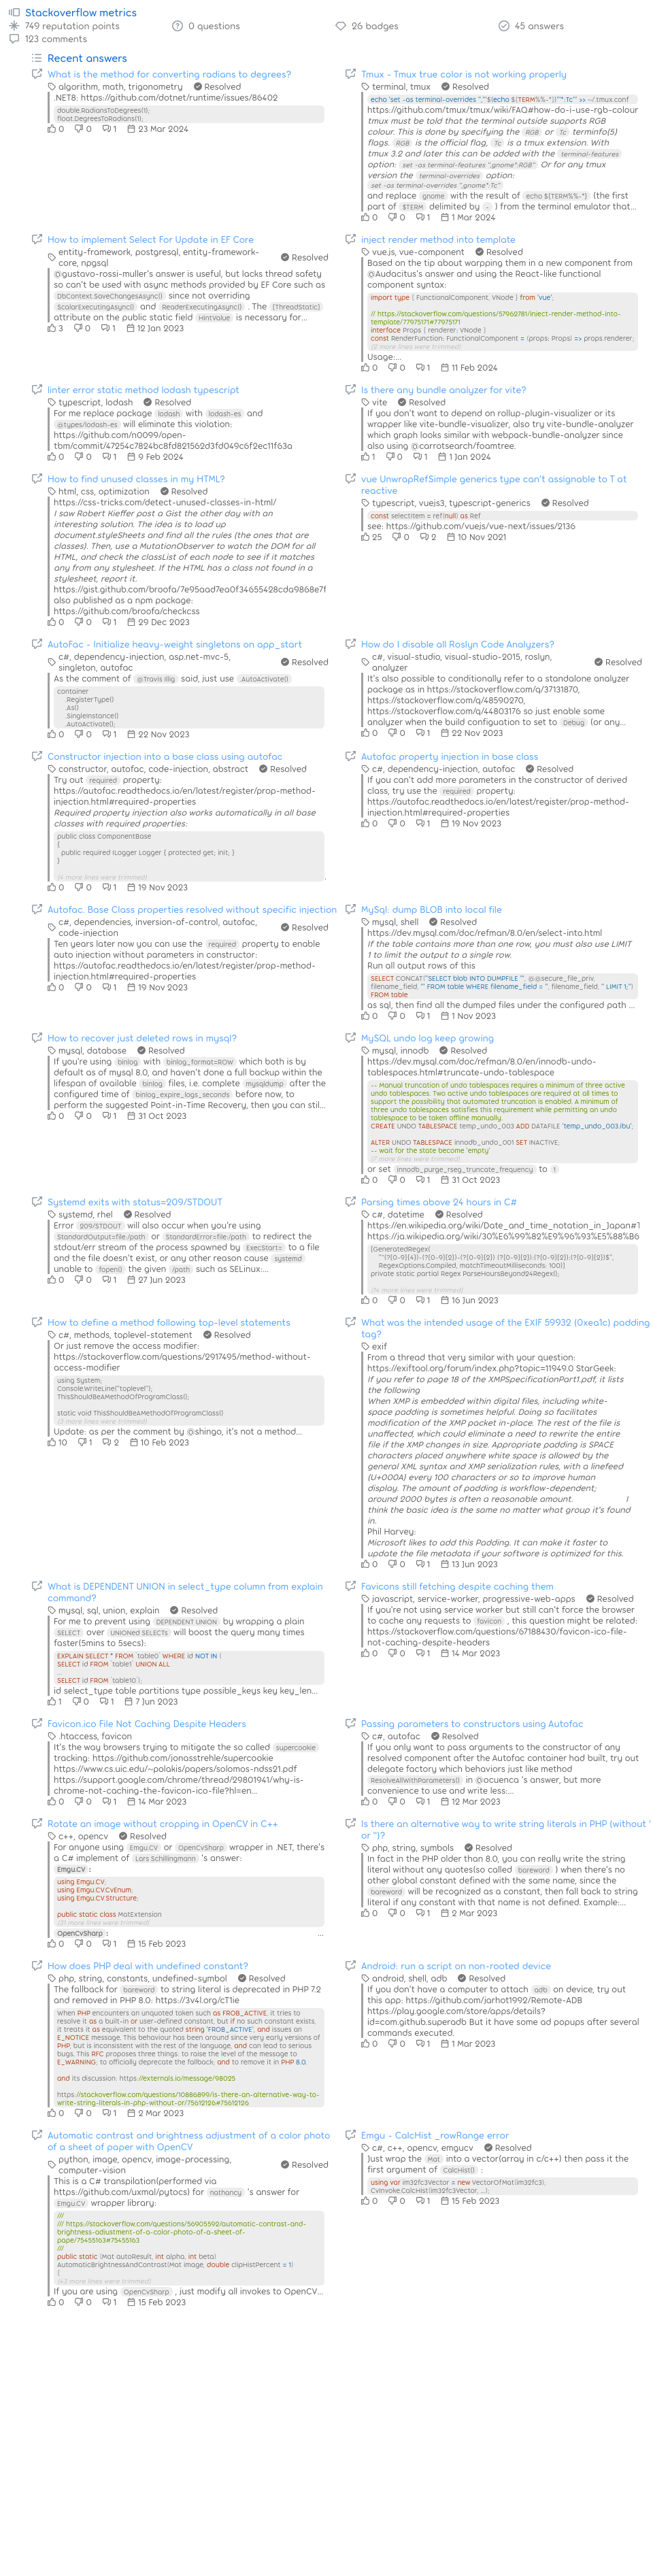 Stackoverflow metrics
749 reputation points
0 questions
26 badges
45 answers
123 comments
Recent answers
What is the method for converting radians to degrees?
algorithm, math, trigonometry Resolved
.NET8: https://github.com/dotnet/runtime/issues/86402
double.RadiansToDegrees(1);
float.DegreesToRadians(1);
0 0 1 23 Mar 2024
Tmux - Tmux true color is not working properly
terminal, tmux Resolved
echo 'set -as terminal-overrides ",'"$(echo ${TERM%%-*})"'*:Tc"' >> ~/.tmux.conf
https://github.com/tmux/tmux/wiki/FAQ#how-do-i-use-rgb-colour
tmux must be told that the terminal outside supports RGB
colour. This is done by specifying the RGB or Tc terminfo(5)
flags. RGB is the official flag, Tc is a tmux extension. With
tmux 3.2 and later this can be added with the terminal-features
option: set -as terminal-features ",gnome*:RGB" Or for any tmux
version the terminal-overrides option:
set -as terminal-overrides ",gnome*:Tc"
and replace gnome with the result of echo ${TERM%%-*} (the first
part of $TERM delimited by - ) from the terminal emulator that...
0 0 1 1 Mar 2024
How to implement Select For Update in EF Core
entity-framework, postgresql, entity-framework-
core, npgsql Resolved
@gustavo-rossi-muller's answer is useful, but lacks thread safety
so can't be used with async methods provided by EF Core such as
DbContext.SaveChangesAsync() since not overriding
ScalarExecutingAsync() and ReaderExecutingAsync() . The [ThreadStatic]
attribute on the public static field HintValue is necessary for...
3 0 1 12 Jan 2023
inject render method into template
vue.js, vue-component Resolved
Based on the tip about warpping them in a new component from
@Audacitus's answer and using the React-like functional
component syntax:
import type { FunctionalComponent, VNode } from 'vue';
// https://stackoverflow.com/questions/57962781/inject-render-method-into-
template/77975171#77975171
interface Props { renderer: VNode }
const RenderFunction: FunctionalComponent = (props: Props) => props.renderer;
(2 more lines were trimmed)
Usage:...
0 0 1 11 Feb 2024
linter error static method lodash typescript
typescript, lodash Resolved
For me replace package lodash with lodash-es and
@types/lodash-es will eliminate this violation:
https://github.com/n0099/open-
tbm/commit/47254c7824bc8fd821562d3fd049c6f2ec11f63a
0 0 1 9 Feb 2024
Is there any bundle analyzer for vite?
vite Resolved
If you don't want to depend on rollup-plugin-visualizer or its
wrapper like vite-bundle-visualizer, also try vite-bundle-analyzer
which graph looks similar with webpack-bundle-analyzer since
also using @carrotsearch/foamtree.
1 0 1 1 Jan 2024
How to find unused classes in my HTML?
html, css, optimization Resolved
https://css-tricks.com/detect-unused-classes-in-html/
I saw Robert Kieffer post a Gist the other day with an
interesting solution. The idea is to load up
document.styleSheets and find all the rules (the ones that are
classes). Then, use a MutationObserver to watch the DOM for all
HTML, and check the classList of each node to see if it matches
any from any stylesheet. If the HTML has a class not found in a
stylesheet, report it.
https://gist.github.com/broofa/7e95aad7ea0f34655428cda9868e7f
also published as a npm package:
https://github.com/broofa/checkcss
0 0 1 29 Dec 2023
vue UnwrapRefSimple generics type can't assignable to T at
reactive
typescript, vuejs3, typescript-generics Resolved
const selectItem = ref(null) as Ref
see: https://github.com/vuejs/vue-next/issues/2136
25 0 2 10 Nov 2021
AutoFac - Initialize heavy-weight singletons on app_start
c#, dependency-injection, asp.net-mvc-5,
singleton, autofac Resolved
As the comment of @Travis Illig said, just use .AutoActivate()
container
.RegisterType()
.As()
.SingleInstance()
.AutoActivate();
0 0 1 22 Nov 2023
How do I disable all Roslyn Code Analyzers?
c#, visual-studio, visual-studio-2015, roslyn,
analyzer Resolved
It's also possible to conditionally refer to a standalone analyzer
package as in https://stackoverflow.com/q/37131870,
https://stackoverflow.com/q/48590270,
https://stackoverflow.com/q/44803176 so just enable some
analyzer when the build configuation to set to Debug (or any...
0 0 1 22 Nov 2023
Constructor injection into a base class using autofac
constructor, autofac, code-injection, abstract Resolved
Try out required property:
https://autofac.readthedocs.io/en/latest/register/prop-method-
injection.html#required-properties
Required property injection also works automatically in all base
classes with required properties:
public class ComponentBase
{
public required ILogger Logger { protected get; init; }
}
(4 more lines were trimmed)
.
0 0 1 19 Nov 2023
Autofac property injection in base class
c#, dependency-injection, autofac Resolved
If you can't add more parameters in the constructor of derived
class, try use the required property:
https://autofac.readthedocs.io/en/latest/register/prop-method-
injection.html#required-properties
0 0 1 19 Nov 2023
Autofac. Base Class properties resolved without specific injection
c#, dependencies, inversion-of-control, autofac,
code-injection Resolved
Ten years later now you can use the required property to enable
auto injection without parameters in constructor:
https://autofac.readthedocs.io/en/latest/register/prop-method-
injection.html#required-properties
0 0 1 19 Nov 2023
MySql: dump BLOB into local file
mysql, shell Resolved
https://dev.mysql.com/doc/refman/8.0/en/select-into.html
If the table contains more than one row, you must also use LIMIT
1 to limit the output to a single row.
Run all output rows of this
SELECT CONCAT("SELECT blob INTO DUMPFILE '", @@secure_file_priv,
filename_field, "' FROM table WHERE filename_field = '", filename_field, "' LIMIT 1;")
FROM table
as sql, then find all the dumped files under the configured path ...
0 0 1 1 Nov 2023
How to recover just deleted rows in mysql?
mysql, database Resolved
If you're using binlog with binlog_format=ROW which both is by
default as of mysql 8.0, and haven't done a full backup within the
lifespan of available binlog files, i.e. complete mysqldump after the
configured time of binlog_expire_logs_seconds before now, to
perform the suggested Point-in-Time Recovery, then you can stil...
0 0 1 31 Oct 2023
MySQL undo log keep growing
mysql, innodb Resolved
https://dev.mysql.com/doc/refman/8.0/en/innodb-undo-
tablespaces.html#truncate-undo-tablespace
-- Manual truncation of undo tablespaces requires a minimum of three active
undo tablespaces. Two active undo tablespaces are required at all times to
support the possibility that automated truncation is enabled. A minimum of
three undo tablespaces satisfies this requirement while permitting an undo
tablespace to be taken offline manually.
CREATE UNDO TABLESPACE temp_undo_003 ADD DATAFILE 'temp_undo_003.ibu';
ALTER UNDO TABLESPACE innodb_undo_001 SET INACTIVE;
-- wait for the state become 'empty'
(7 more lines were trimmed)
or set innodb_purge_rseg_truncate_frequency to 1
0 0 1 31 Oct 2023
Systemd exits with status=209/STDOUT
systemd, rhel Resolved
Error 209/STDOUT will also occur when you're using
StandardOutput=file:/path or StandardError=file:/path to redirect the
stdout/err stream of the process spawned by ExecStart= to a file
and the file doesn't exist, or any other reason cause systemd
unable to fopen() the given /path such as SELinux:...
0 0 1 27 Jun 2023
Parsing times above 24 hours in C#
c#, datetime Resolved
https://en.wikipedia.org/wiki/Date_and_time_notation_in_Japan#1
https://ja.wikipedia.org/wiki/30%E6%99%82%E9%96%93%E5%88%B6
[GeneratedRegex(
"^(?[0-9]{4})-(?[0-9]{2})-(?[0-9]{2}) (?[0-9]{2}):(?[0-9]{2}):(?[0-9]{2})$",
RegexOptions.Compiled, matchTimeoutMilliseconds: 100)]
private static partial Regex ParseHoursBeyond24Regex();
(14 more lines were trimmed)
0 0 1 16 Jun 2023
How to define a method following top-level statements
c#, methods, toplevel-statement Resolved
Or just remove the access modifier:
https://stackoverflow.com/questions/2917495/method-without-
access-modifier
using System;
Console.WriteLine("toplevel");
ThisShouldBeAMethodOfProgramClass();
static void ThisShouldBeAMethodOfProgramClass()
(3 more lines were trimmed)
Update: as per the comment by @shingo, it's not a method...
10 1 2 10 Feb 2023
What was the intended usage of the EXIF 59932 (0xea1c) padding
tag?
exif
From a thread that very similar with your question:
https://exiftool.org/forum/index.php?topic=11949.0 StarGeek:
If you refer to page 18 of the XMPSpecificationPart1.pdf, it lists
the following
When XMP is embedded within digital files, including white-
space padding is sometimes helpful. Doing so facilitates
modification of the XMP packet in-place. The rest of the file is
unaffected, which could eliminate a need to rewrite the entire
file if the XMP changes in size. Appropriate padding is SPACE
characters placed anywhere white space is allowed by the
general XML syntax and XMP serialization rules, with a linefeed
(U+000A) every 100 characters or so to improve human
display. The amount of padding is workflow-dependent;
around 2000 bytes is often a reasonable amount. I
think the basic idea is the same no matter what group it's found
in.
Phil Harvey:
Microsoft likes to add this Padding. It can make it faster to
update the file metadata if your software is optimized for this.
0 0 1 13 Jun 2023
What is DEPENDENT UNION in select_type column from explain
command?
mysql, sql, union, explain Resolved
For me to prevent using DEPENDENT UNION by wrapping a plain
SELECT over UNIONed SELECTs will boost the query many times
faster(5mins to 5secs):
EXPLAIN SELECT * FROM `table0` WHERE id NOT IN (
SELECT id FROM `table1` UNION ALL
...
SELECT id FROM `table10`);
id select_type table partitions type possible_keys key key_len...
1 0 1 7 Jun 2023
Favicons still fetching despite caching them
javascript, service-worker, progressive-web-apps Resolved
If you're not using service worker but still can't force the browser
to cache any requests to favicon , this question might be related:
https://stackoverflow.com/questions/67188430/favicon-ico-file-
not-caching-despite-headers
0 0 1 14 Mar 2023
Favicon.ico File Not Caching Despite Headers
.htaccess, favicon
It's the way browsers trying to mitigate the so called supercookie
tracking: https://github.com/jonasstrehle/supercookie
https://www.cs.uic.edu/~polakis/papers/solomos-ndss21.pdf
https://support.google.com/chrome/thread/29801941/why-is-
chrome-not-caching-the-favicon-ico-file?hl=en...
0 0 1 14 Mar 2023
Passing parameters to constructors using Autofac
c#, autofac Resolved
If you only want to pass arguments to the constructor of any
resolved component after the Autofac container had built, try out
delegate factory which behaviors just like method
ResolveAllWithParameters() in @ocuenca 's answer, but more
convenience to use and write less:...
0 0 1 12 Mar 2023
Rotate an image without cropping in OpenCV in C++
c++, opencv Resolved
For anyone using Emgu.CV or OpenCvSharp wrapper in .NET, there's
a C# implement of Lars Schillingmann 's answer:
Emgu.CV :
using Emgu.CV;
using Emgu.CV.CvEnum;
using Emgu.CV.Structure;
public static class MatExtension
(31 more lines were trimmed)
OpenCvSharp : ...
0 0 1 15 Feb 2023
Is there an alternative way to write string literals in PHP (without '
or ")?
php, string, symbols Resolved
In fact in the PHP older than 8.0, you can really write the string
literal without any quotes(so called bareword ) when there's no
other global constant defined with the same name, since the
bareword will be recognized as a constant, then fall back to string
literal if any constant with that name is not defined. Example:...
0 0 1 2 Mar 2023
How does PHP deal with undefined constant?
php, string, constants, undefined-symbol Resolved
The fallback for bareword to string literal is deprecated in PHP 7.2
and removed in PHP 8.0: https://3v4l.org/cT1ie
When PHP encounters an unquoted token such as FROB_ACTIVE, it tries to
resolve it as a built-in or user-defined constant, but if no such constant exists,
it treats it as equivalent to the quoted string 'FROB_ACTIVE', and issues an
E_NOTICE message. This behaviour has been around since very early versions of
PHP, but is inconsistent with the rest of the language, and can lead to serious
bugs. This RFC proposes three things: to raise the level of the message to
E_WARNING; to officially deprecate the fallback; and to remove it in PHP 8.0.
and its discussion: https://externals.io/message/98025
https://stackoverflow.com/questions/10886899/is-there-an-alternative-way-to-
write-string-literals-in-php-without-or/75612126#75612126
0 0 1 2 Mar 2023
Android: run a script on non-rooted device
android, shell, adb Resolved
If you don't have a computer to attach adb on device, try out
this app: https://github.com/jarhot1992/Remote-ADB
https://play.google.com/store/apps/details?
id=com.github.superadb But it have some ad popups after several
commands executed.
0 0 1 1 Mar 2023
Automatic contrast and brightness adjustment of a color photo
of a sheet of paper with OpenCV
python, image, opencv, image-processing,
computer-vision Resolved
This is a C# transpilation(performed via
https://github.com/uxmal/pytocs) for nathancy 's answer for
Emgu.CV wrapper library:
///
/// https://stackoverflow.com/questions/56905592/automatic-contrast-and-
brightness-adjustment-of-a-color-photo-of-a-sheet-of-
pape/75455163#75455163
///
public static (Mat autoResult, int alpha, int beta)
AutomaticBrightnessAndContrast(Mat image, double clipHistPercent = 1)
{
(43 more lines were trimmed)
If you are using OpenCvSharp , just modify all invokes to OpenCV...
0 0 1 15 Feb 2023
Emgu - CalcHist _rowRange error
c#, c++, opencv, emgucv Resolved
Just wrap the Mat into a vector(array in c/c++) then pass it the
first argument of CalcHist() :
using var im32fc3Vector = new VectorOfMat(im32fc3);
CvInvoke.CalcHist(im32fc3Vector, ...);
0 0 1 15 Feb 2023